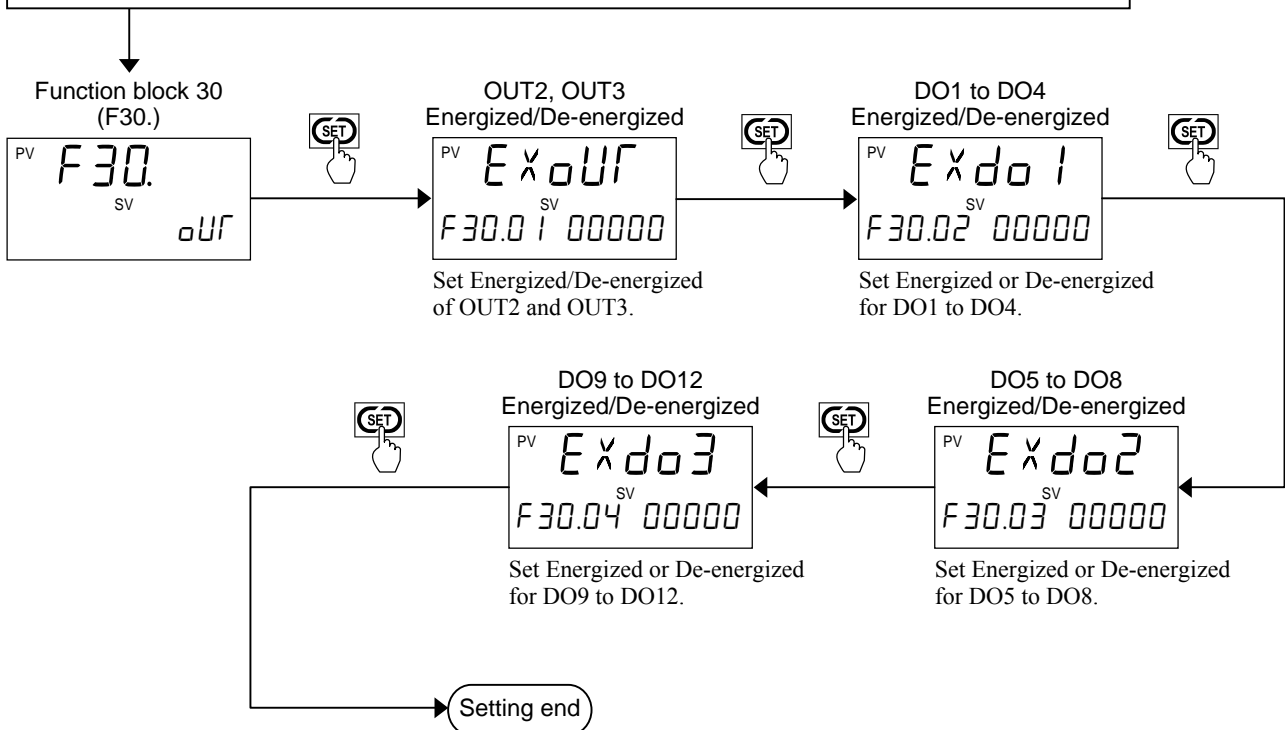 Function block 30
(F30.)
PV F30.
SV
oUT
SET
OUT2, OUT3
Energized/De-energized
PV EXoUT
SV
F30.01 00000
Set Energized/De-energized
of OUT2 and OUT3.
SET
DO1 to DO4
Energized/De-energized
PV EXdo1
SV
F30.02 00000
Set Energized or De-energized
for DO1 to DO4.
SET
DO5 to DO8
Energized/De-energized
PV EXdo2
SV
F30.03 00000
Set Energized or De-energized
for DO5 to DO8.
SET
DO9 to DO12
Energized/De-energized
PV EXdo3
SV
F30.04 00000
Set Energized or De-energized
for DO9 to DO12.
SET
Setting end